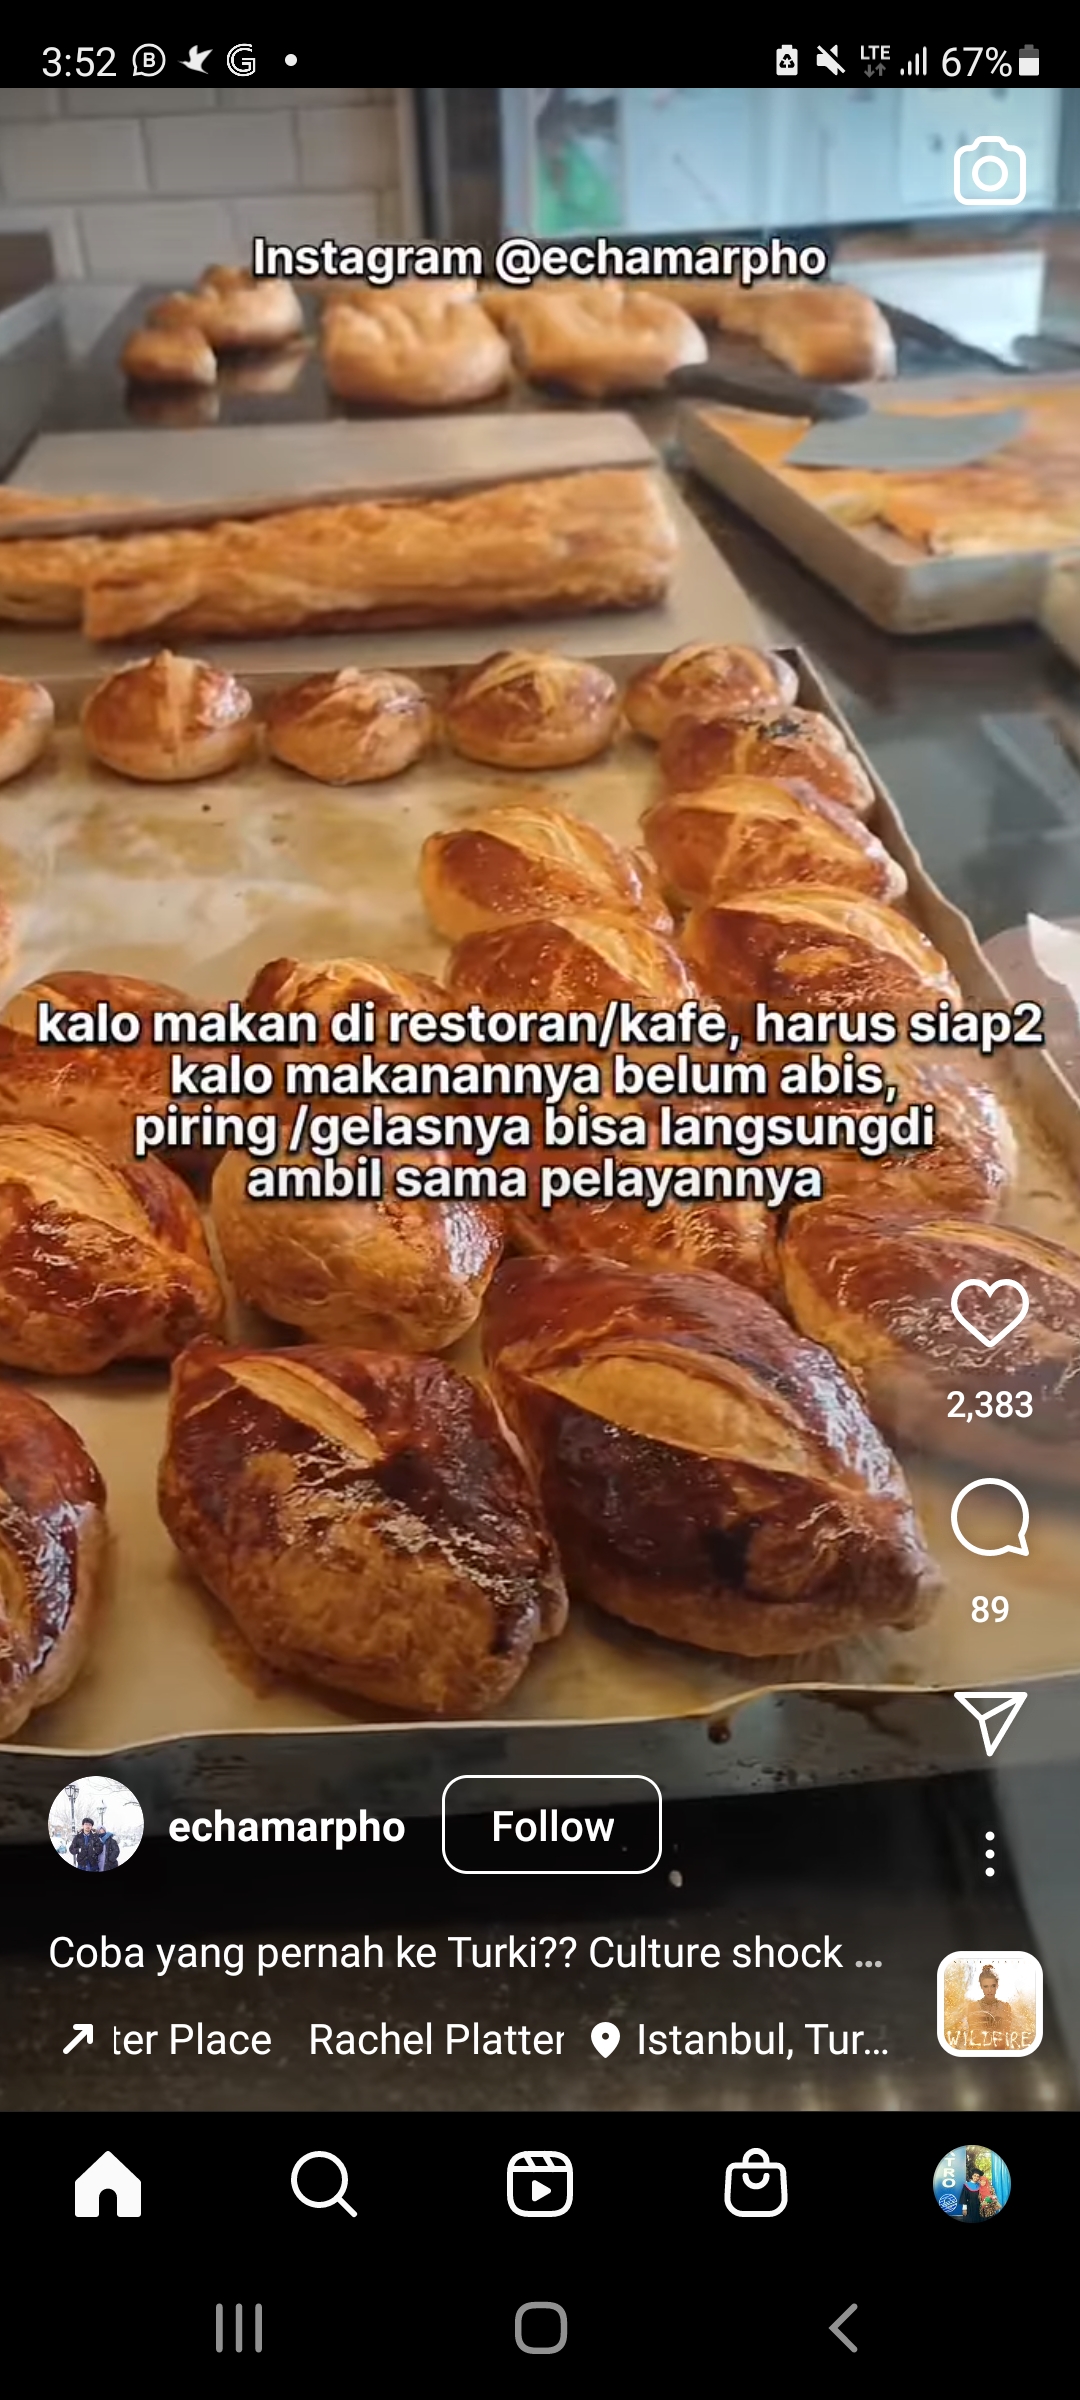 3:52
LTE
67%
Instagram @echamarpho
kalo makan di restoran/kafe, harus siap2
kalo makanannya belum abis,
piring /gelasnya bisa langsungdi
ambil sama pelayannya
2,383
89
echamarpho
Follow
Coba yang pernah ke Turki?? Culture shock ...
ter Place Rachel Platter
Istanbul, Tur...
WILDFIRE